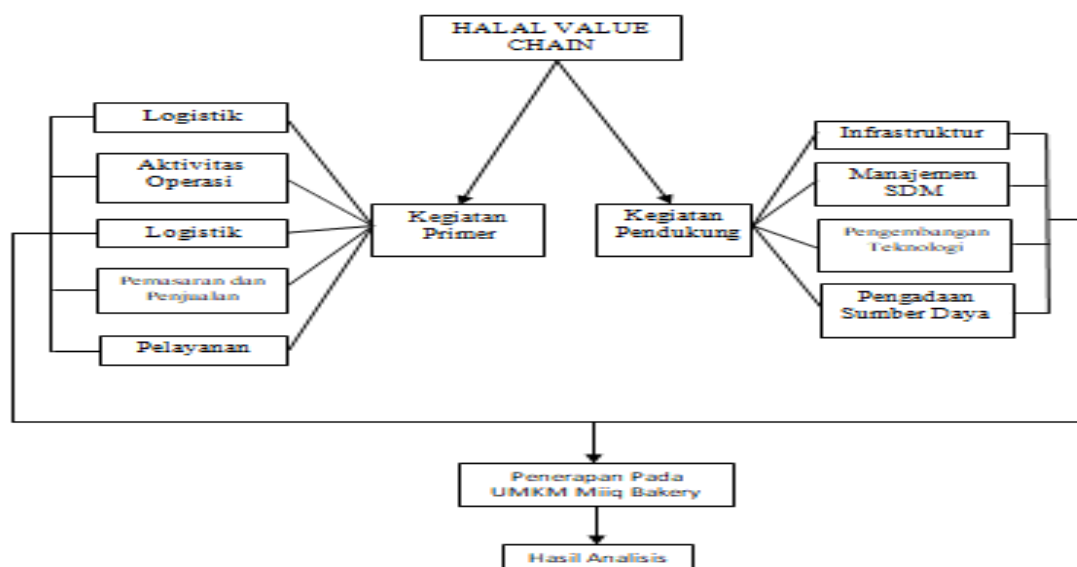 HALAL VALUE
CHAIN
Logistik
Aktivitas
Operasi
Logistik
Pemasaran dan
Penjualan
Pelayanan
Kegiatan
Primer
Kegiatan
Pendukung
Infrastruktur
Manajemen
SDM
Pengembangan
Teknologi
Pengadaan
Sumber Daya
Penerapan Pada
UMKM Miiq Bakery
Hasil Analisis